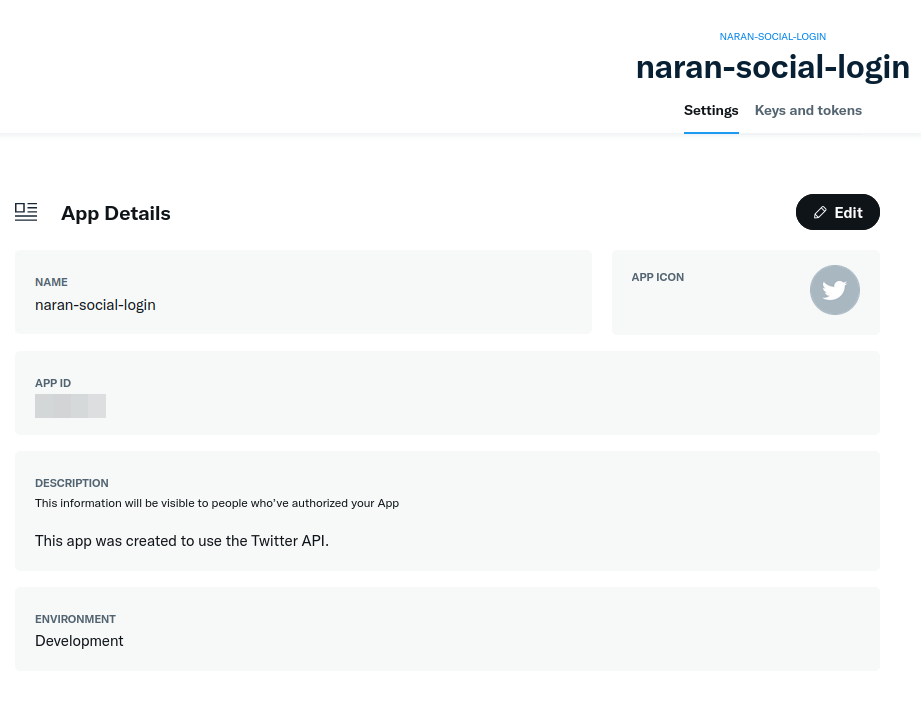 NARAN-SOCIAL-LOGIN
naran-social-login
Settings Keys and tokens
App Details
Edit
NAME
naran-social-login
APP ICON
APP ID
DESCRIPTION
This information will be visible to people who've authorized your App
This app was created to use the Twitter API.
ENVIRONMENT
Development